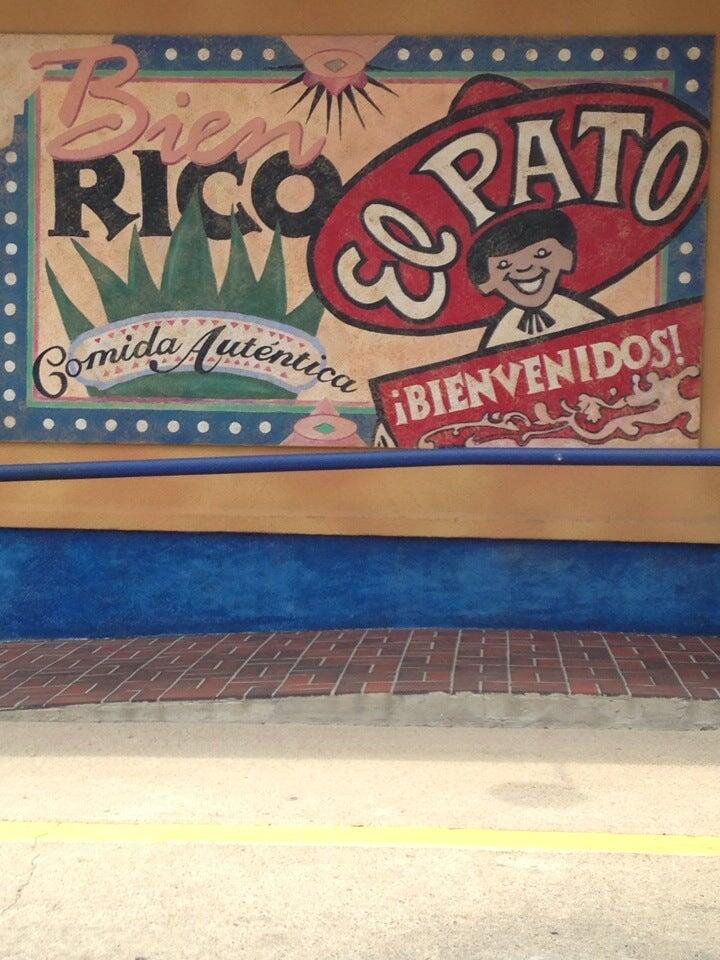 Bien
RICO
Comida Auténtica
El PATO
¡BIENVENIDOS!